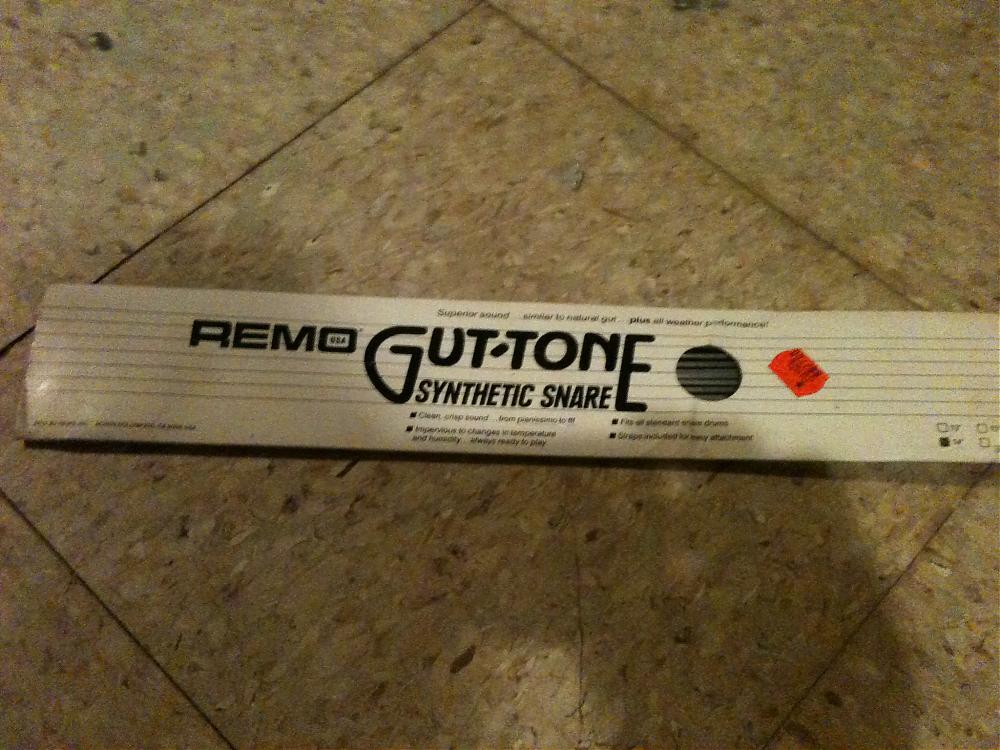 Superior sound ... similar to natural gut ... plus all weather performance!
REMO USA
GUT-TONE
SYNTHETIC SNARE
Clean, crisp sound ... from pianissimo to fff
Impervious to changes in temperature
and humidity ... always ready to play
Fits all standard snare drums
Straps included for easy attachment
14"